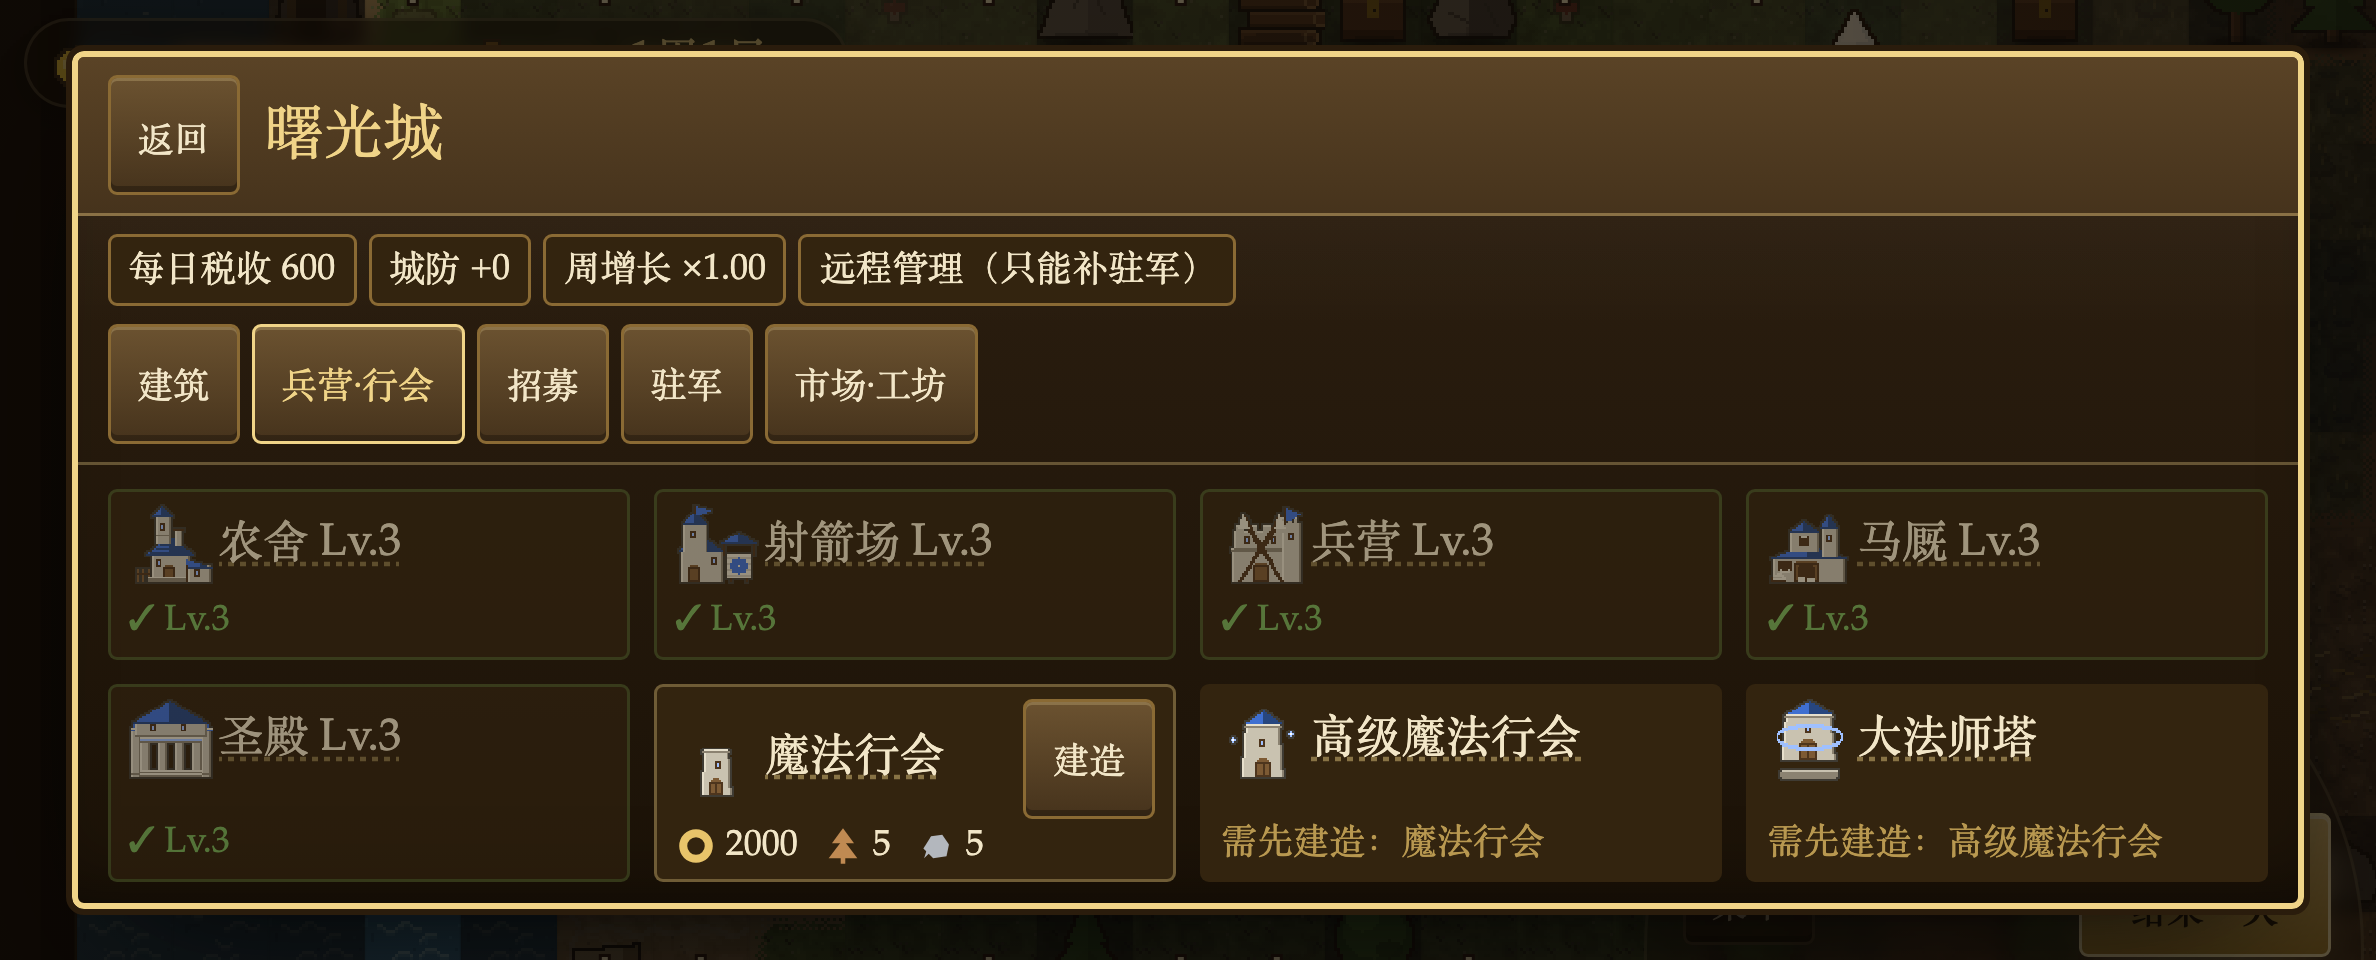 返回 曙光城
每日税收 600 城防 +0 周增长 ×1.00 远程管理（只能补驻军）
建筑 兵营·行会 招募 驻军 市场·工坊
农舍 Lv.3 射箭场 Lv.3 兵营 Lv.3 马厩 Lv.3
✓ Lv.3 ✓ Lv.3 ✓ Lv.3 ✓ Lv.3
圣殿 Lv.3 魔法行会 建造 高级魔法行会 大法师塔
✓ Lv.3 2000 5 5 需先建造：魔法行会 需先建造：高级魔法行会